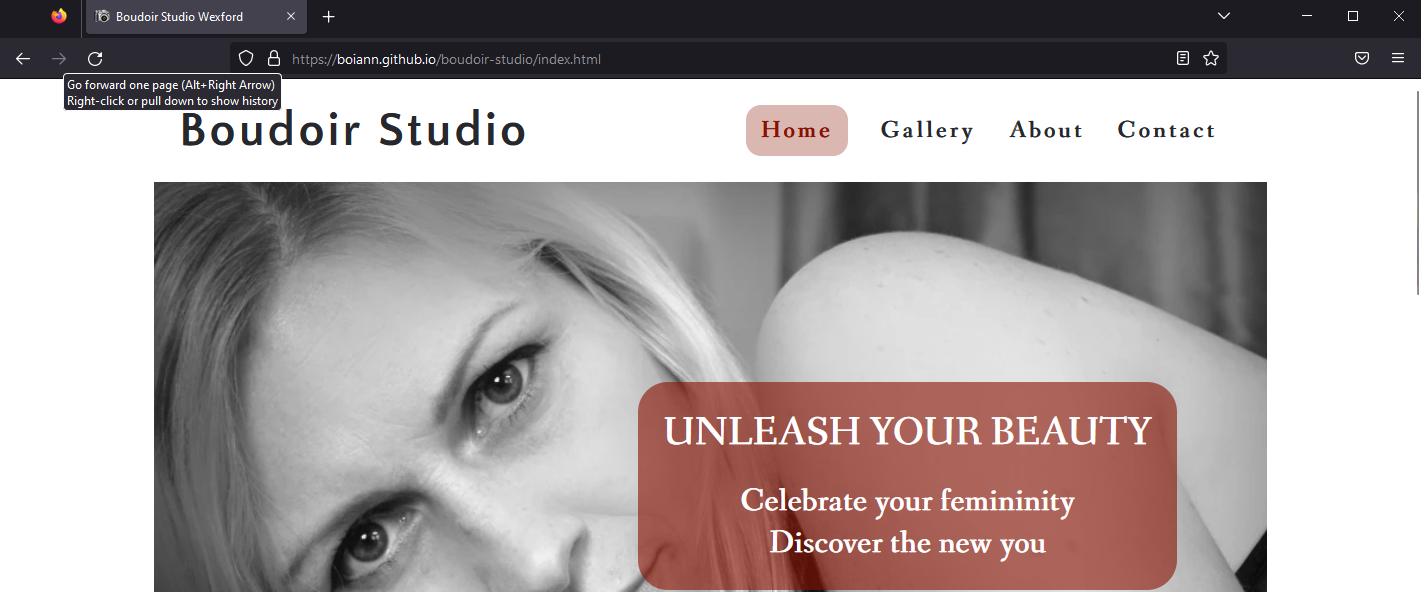 Boudoir Studio Wexford
https://boiann.github.io/boudoir-studio/index.html
Go forward one page (Alt+Right Arrow)
Right-click or pull down to show history
Boudoir Studio
Home Gallery About Contact
UNLEASH YOUR BEAUTY
Celebrate your femininity
Discover the new you